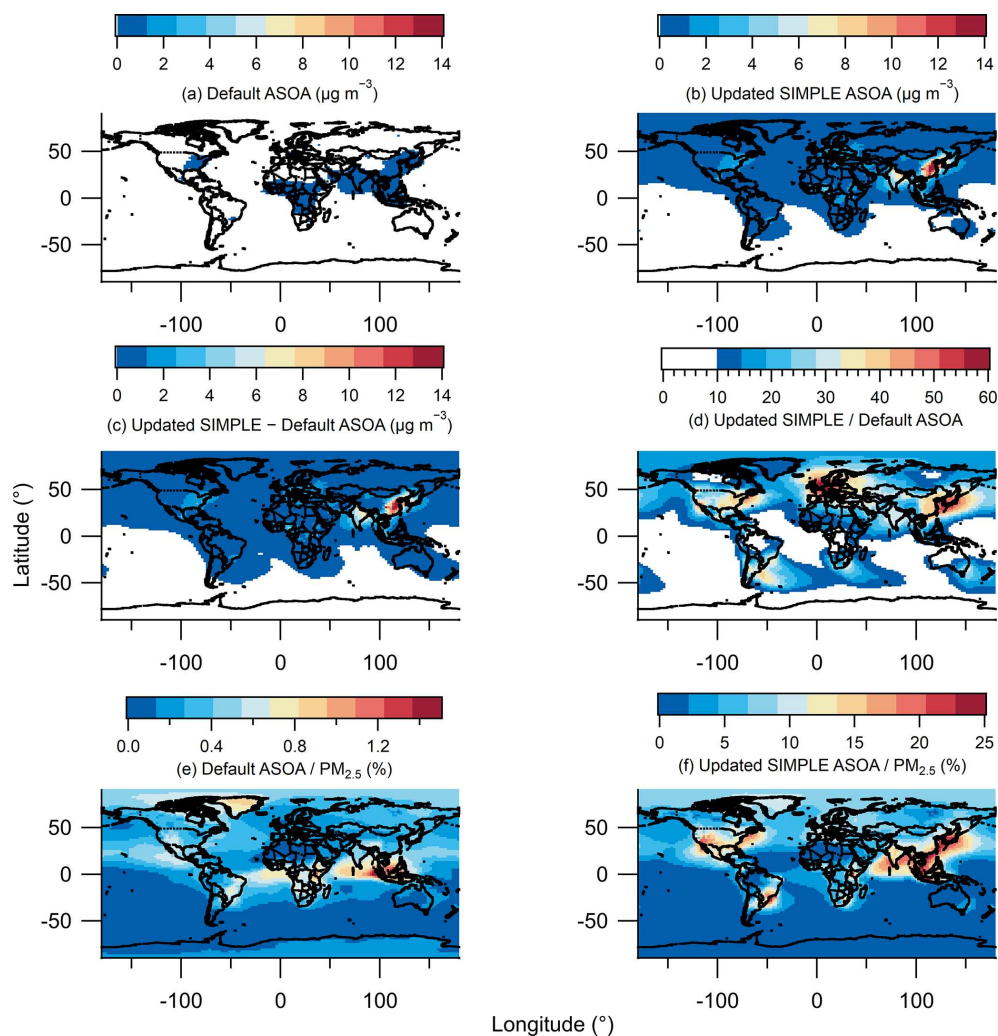 0 2 4 6 8 10 12 14
(a) Default ASOA (µg m⁻³)
50
0
-50
-100 0 100
0 2 4 6 8 10 12 14
(b) Updated SIMPLE ASOA (µg m⁻³)
50
0
-50
-100 0 100
0 2 4 6 8 10 12 14
(c) Updated SIMPLE − Default ASOA (µg m⁻³)
50
0
-50
-100 0 100
0 10 20 30 40 50 60
(d) Updated SIMPLE / Default ASOA
50
0
-50
-100 0 100
Latitude (°)
0.0 0.4 0.8 1.2
(e) Default ASOA / PM₂.₅ (%)
50
0
-50
-100 0 100
0 5 10 15 20 25
(f) Updated SIMPLE ASOA / PM₂.₅ (%)
50
0
-50
-100 0 100
Longitude (°)